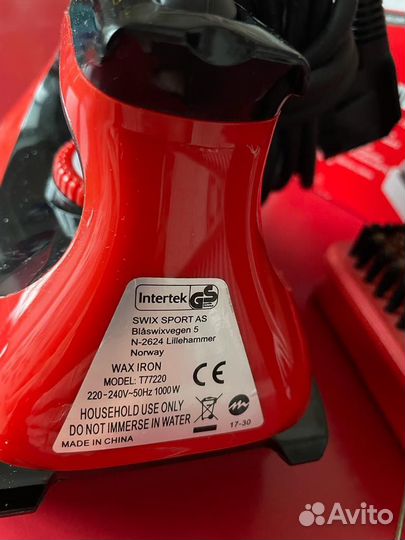 Intertek GS
SWIX SPORT AS
Blåswixvegen 5
N-2624 Lillehammer
Norway
WAX IRON
MODEL: T77220
220-240V~50Hz 1000W
CE
HOUSEHOLD USE ONLY
DO NOT IMMERSE IN WATER
17-30
MADE IN CHINA
Avito